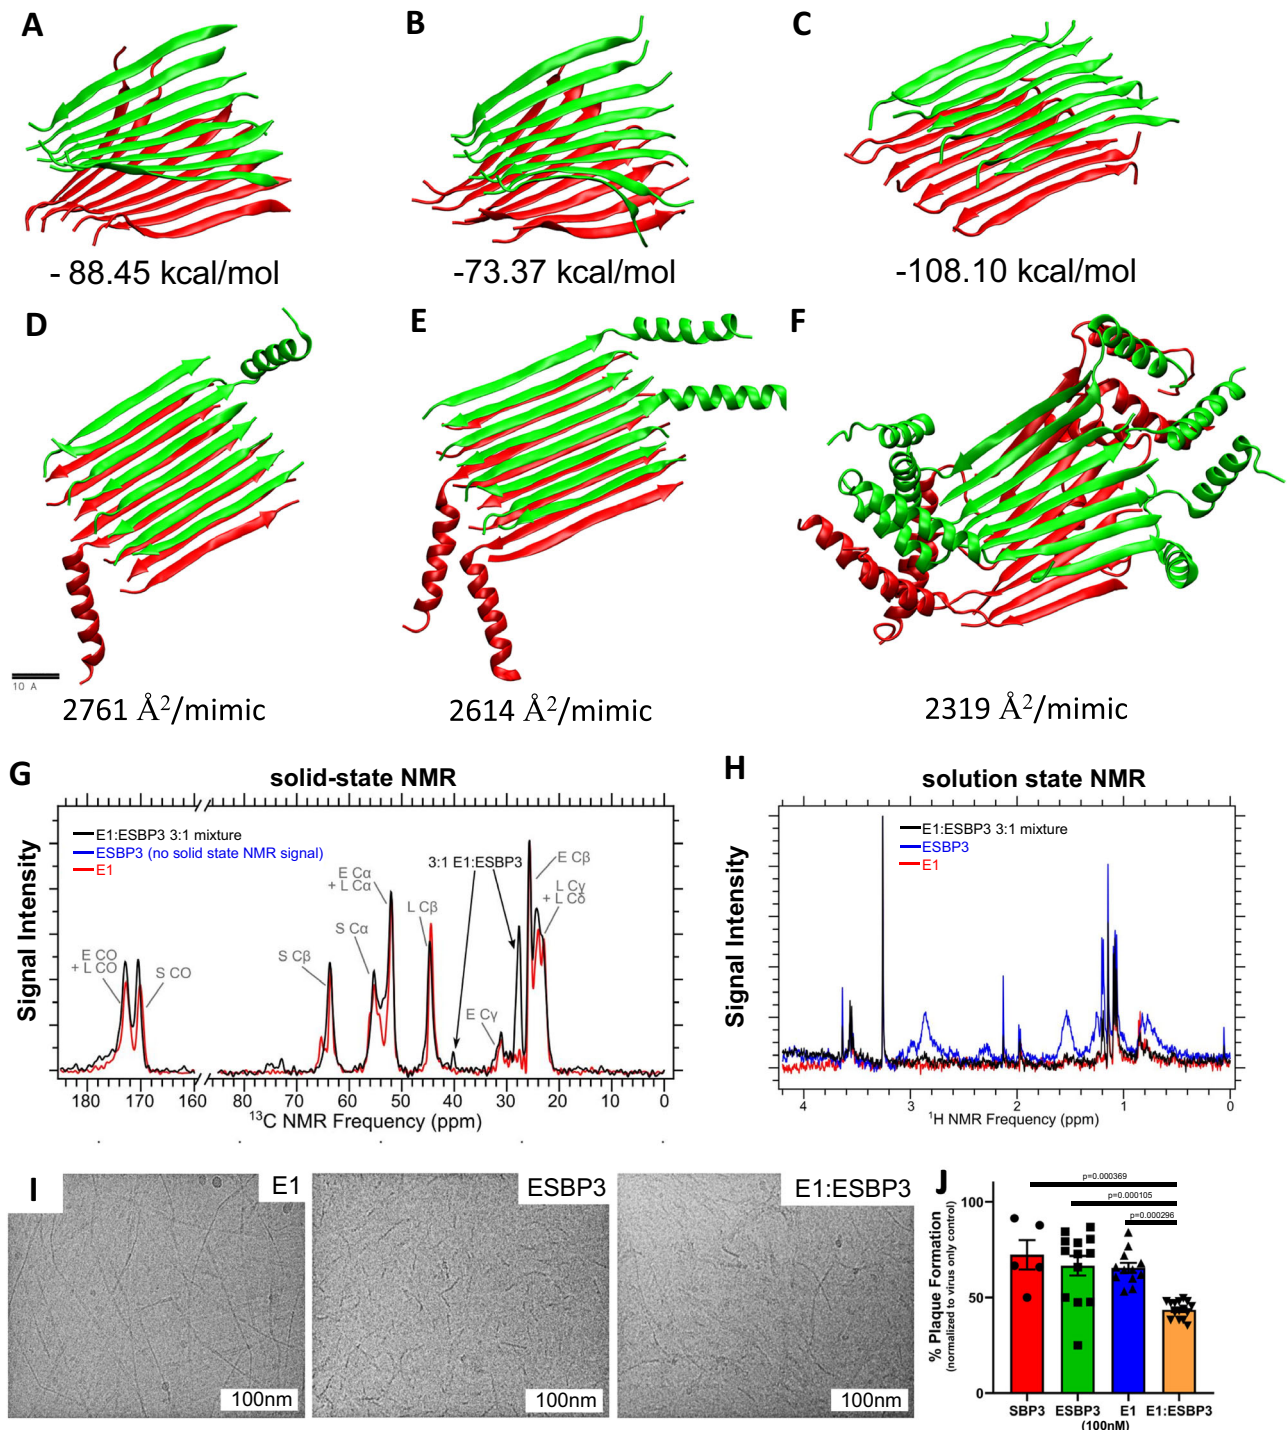 A
B
C
- 88.45 kcal/mol
-73.37 kcal/mol
-108.10 kcal/mol
D
E
F
10 A
2761 Å²/mimic
2614 Å²/mimic
2319 Å²/mimic
G
solid-state NMR
Signal Intensity
E1:ESBP3 3:1 mixture
ESBP3 (no solid state NMR signal)
E1
E CO
+ L CO
S CO
S Cβ
S Cα
E Cα
+ L Cα
L Cβ
3:1 E1:ESBP3
E Cγ
E Cβ
L Cγ
+ L Cδ
180 170 160 80 70 60 50 40 30 20 10 0
¹³C NMR Frequency (ppm)
H
solution state NMR
Signal Intensity
E1:ESBP3 3:1 mixture
ESBP3
E1
4 3 2 1 0
¹H NMR Frequency (ppm)
I
E1
100nm
ESBP3
100nm
E1:ESBP3
100nm
J
% Plaque Formation
(normalized to virus only control)
100
50
0
p=0.000369
p=0.000105
p=0.000296
SBP3 ESBP3 E1 E1:ESBP3
(100nM)